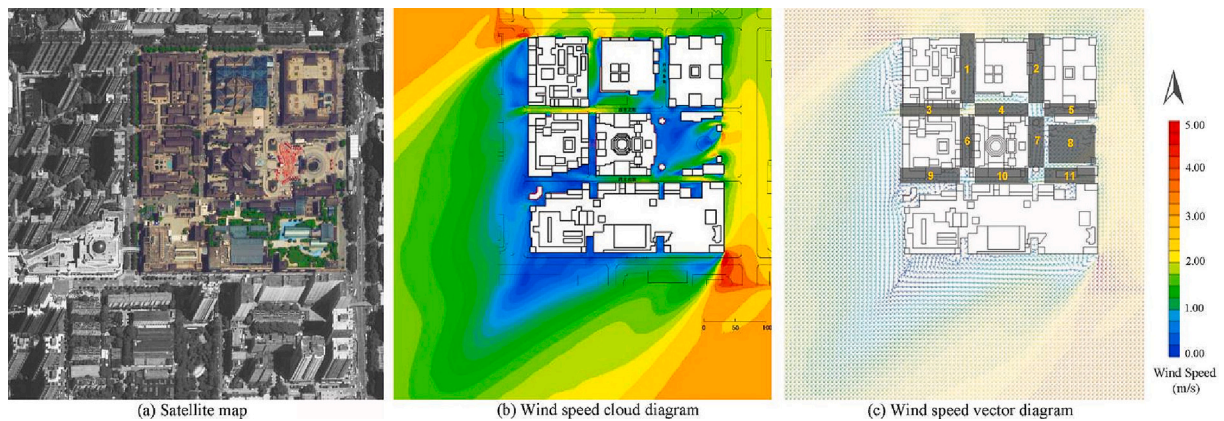 1
2
3
4
5
6
7
8
9
10
11
5.00
4.00
3.00
2.00
1.00
0.00
Wind Speed
(m/s)
0 50 100
(a) Satellite map
(b) Wind speed cloud diagram
(c) Wind speed vector diagram